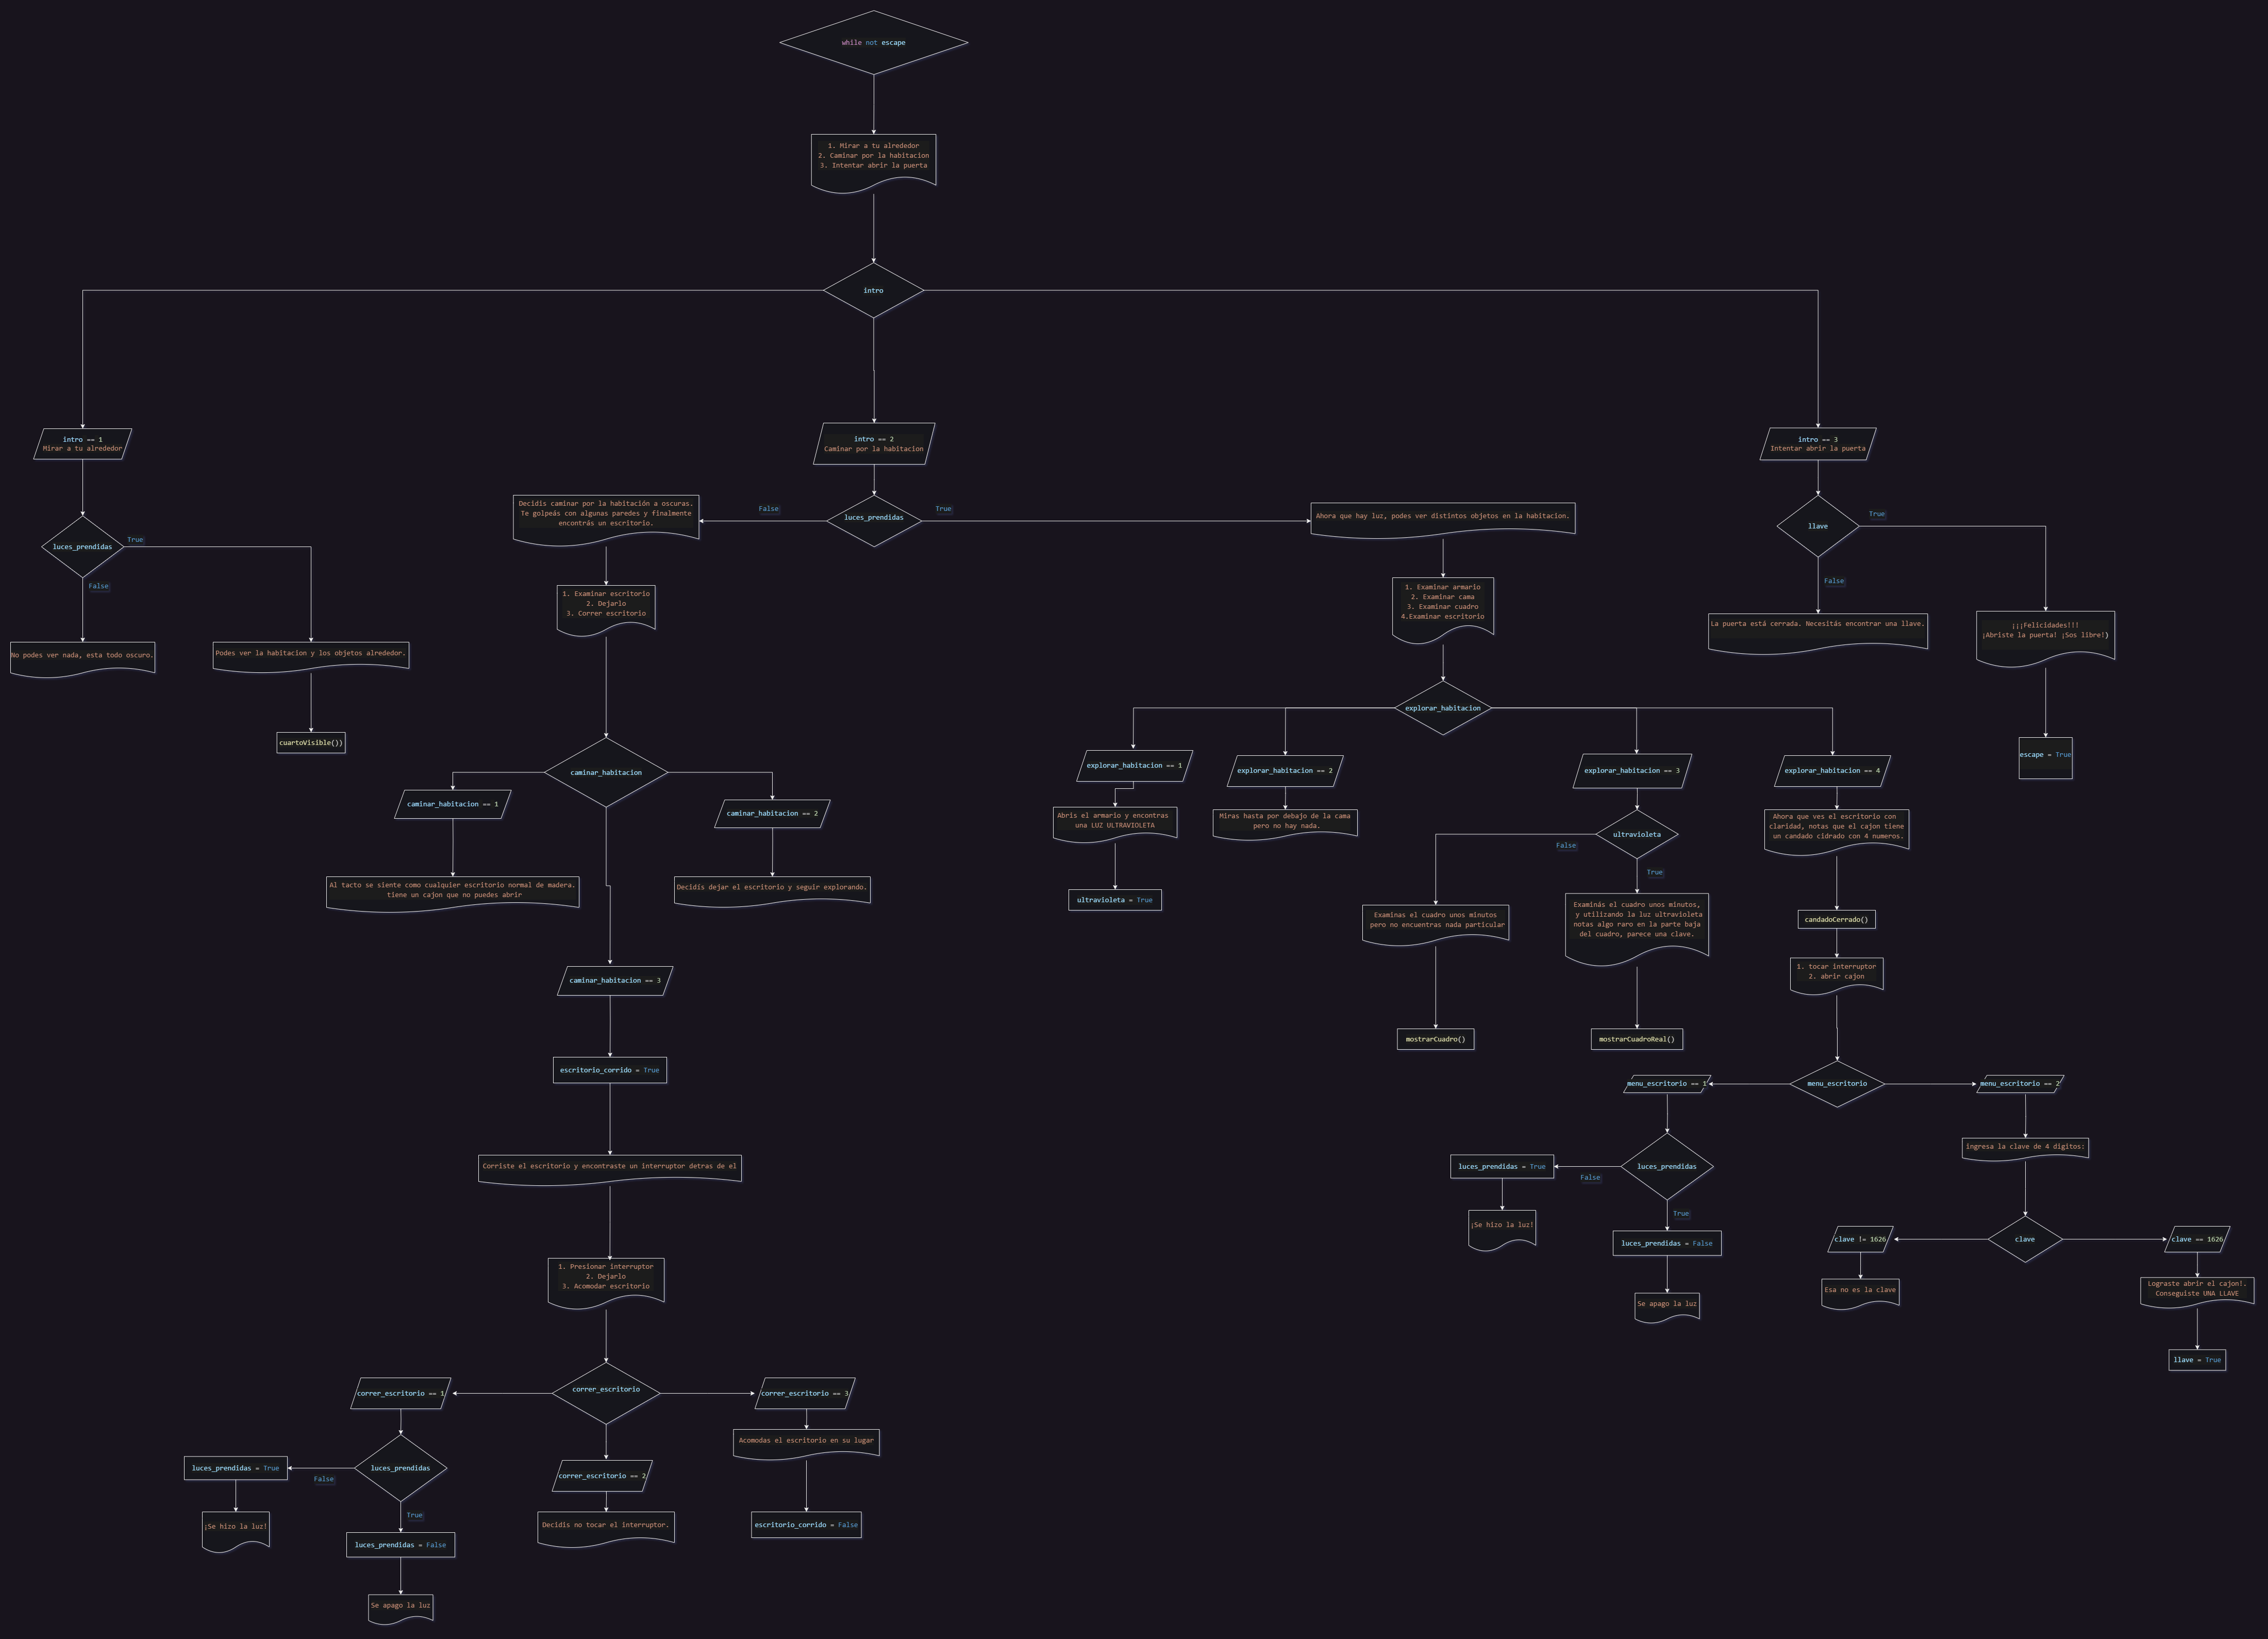 while not escape
1. Mirar a tu alrededor
2. Caminar por la habitacion
3. Intentar abrir la puerta
intro
intro == 1
Mirar a tu alrededor
intro == 2
Caminar por la habitacion
intro == 3
Intentar abrir la puerta
luces_prendidas
True
False
No podes ver nada, esta todo oscuro.
Podes ver la habitacion y los objetos alrededor.
cuartoVisible())
luces_prendidas
False
True
Decidís caminar por la habitación a oscuras.
Te golpeás con algunas paredes y finalmente
encontrás un escritorio.
1. Examinar escritorio
2. Dejarlo
3. Correr escritorio
caminar_habitacion
caminar_habitacion == 1
Al tacto se siente como cualquier escritorio normal de madera.
tiene un cajon que no puedes abrir
caminar_habitacion == 2
Decidís dejar el escritorio y seguir explorando.
caminar_habitacion == 3
escritorio_corrido = True
Corriste el escritorio y encontraste un interruptor detras de el
1. Presionar interruptor
2. Dejarlo
3. Acomodar escritorio
correr_escritorio
correr_escritorio == 1
luces_prendidas
False
luces_prendidas = True
¡Se hizo la luz!
True
luces_prendidas = False
Se apago la luz
correr_escritorio == 2
Decidis no tocar el interruptor.
correr_escritorio == 3
Acomodas el escritorio en su lugar
escritorio_corrido = False
Ahora que hay luz, podes ver distintos objetos en la habitacion.
1. Examinar armario
2. Examinar cama
3. Examinar cuadro
4.Examinar escritorio
explorar_habitacion
explorar_habitacion == 1
Abris el armario y encontras
una LUZ ULTRAVIOLETA
ultravioleta = True
explorar_habitacion == 2
Miras hasta por debajo de la cama
pero no hay nada.
explorar_habitacion == 3
ultravioleta
False
Examinas el cuadro unos minutos
pero no encuentras nada particular
mostrarCuadro()
True
Examinás el cuadro unos minutos,
y utilizando la luz ultravioleta
notas algo raro en la parte baja
del cuadro, parece una clave.
mostrarCuadroReal()
explorar_habitacion == 4
Ahora que ves el escritorio con
claridad, notas que el cajon tiene
un candado cidrado con 4 numeros.
candadoCerrado()
1. tocar interruptor
2. abrir cajon
menu_escritorio
menu_escritorio == 1
luces_prendidas
False
luces_prendidas = True
¡Se hizo la luz!
True
luces_prendidas = False
Se apago la luz
menu_escritorio == 2
ingresa la clave de 4 digitos:
clave
clave != 1626
Esa no es la clave
clave == 1626
Lograste abrir el cajon!.
Conseguiste UNA LLAVE
llave = True
llave
True
False
La puerta está cerrada. Necesitás encontrar una llave.
¡¡¡Felicidades!!!
¡Abriste la puerta! ¡Sos libre!)
escape = True